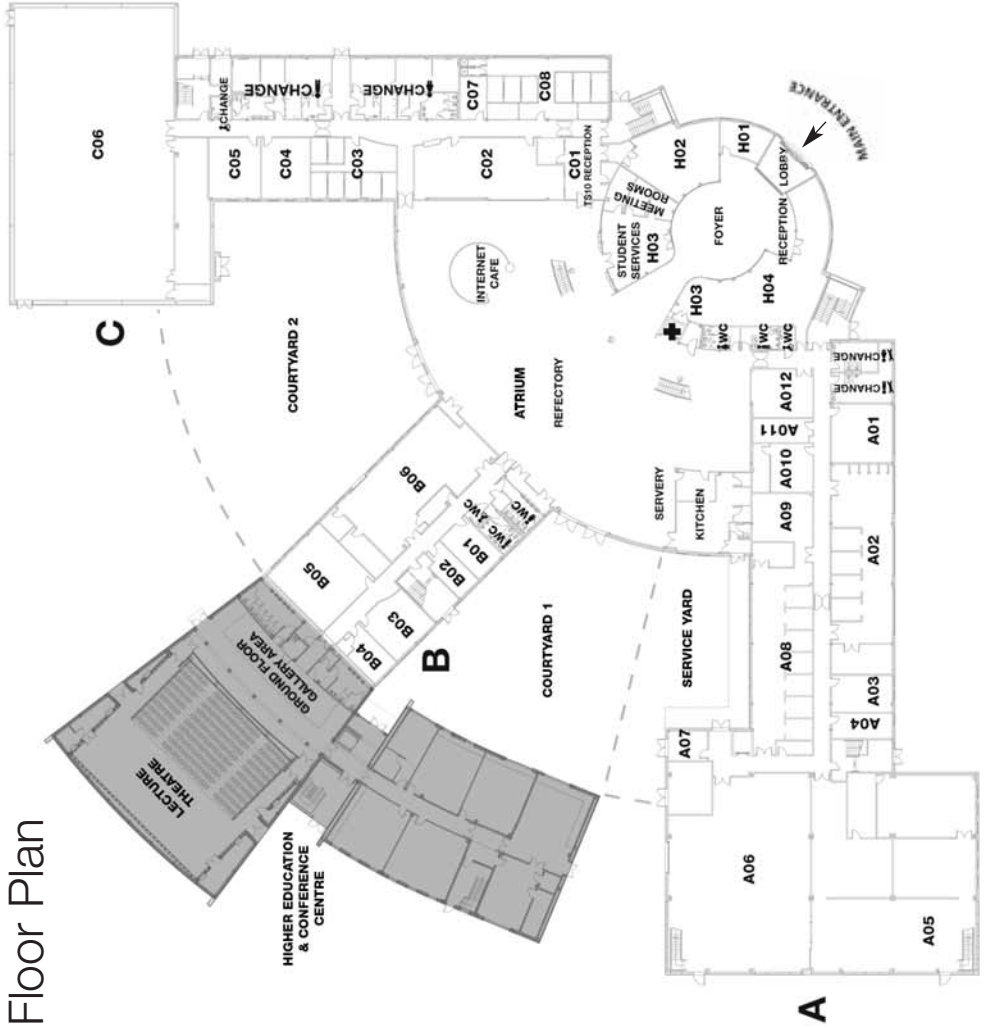 Floor Plan
C
C06
CHANGE
CHANGE
CHANGE
C05
C04
C03
C02
C01
TS10 RECEPTION
C07
C08
COURTYARD 2
INTERNET
CAFE
ATRIUM
REFECTORY
STUDENT
SERVICES
H03
MEETING
ROOMS
H02
H01
LOBBY
MAIN ENTRANCE
FOYER
RECEPTION
H04
H03
WC
WC
WC
B
B06
B05
B04
B03
B02
B01
WC
WC
WC
GROUND FLOOR
GALLERY AREA
LECTURE
THEATRE
HIGHER EDUCATION
& CONFERENCE
CENTRE
COURTYARD 1
SERVERY
KITCHEN
SERVICE YARD
A
A012
A011
A010
A09
A08
A07
A06
A05
A04
A03
A02
A01
CHANGE
CHANGE